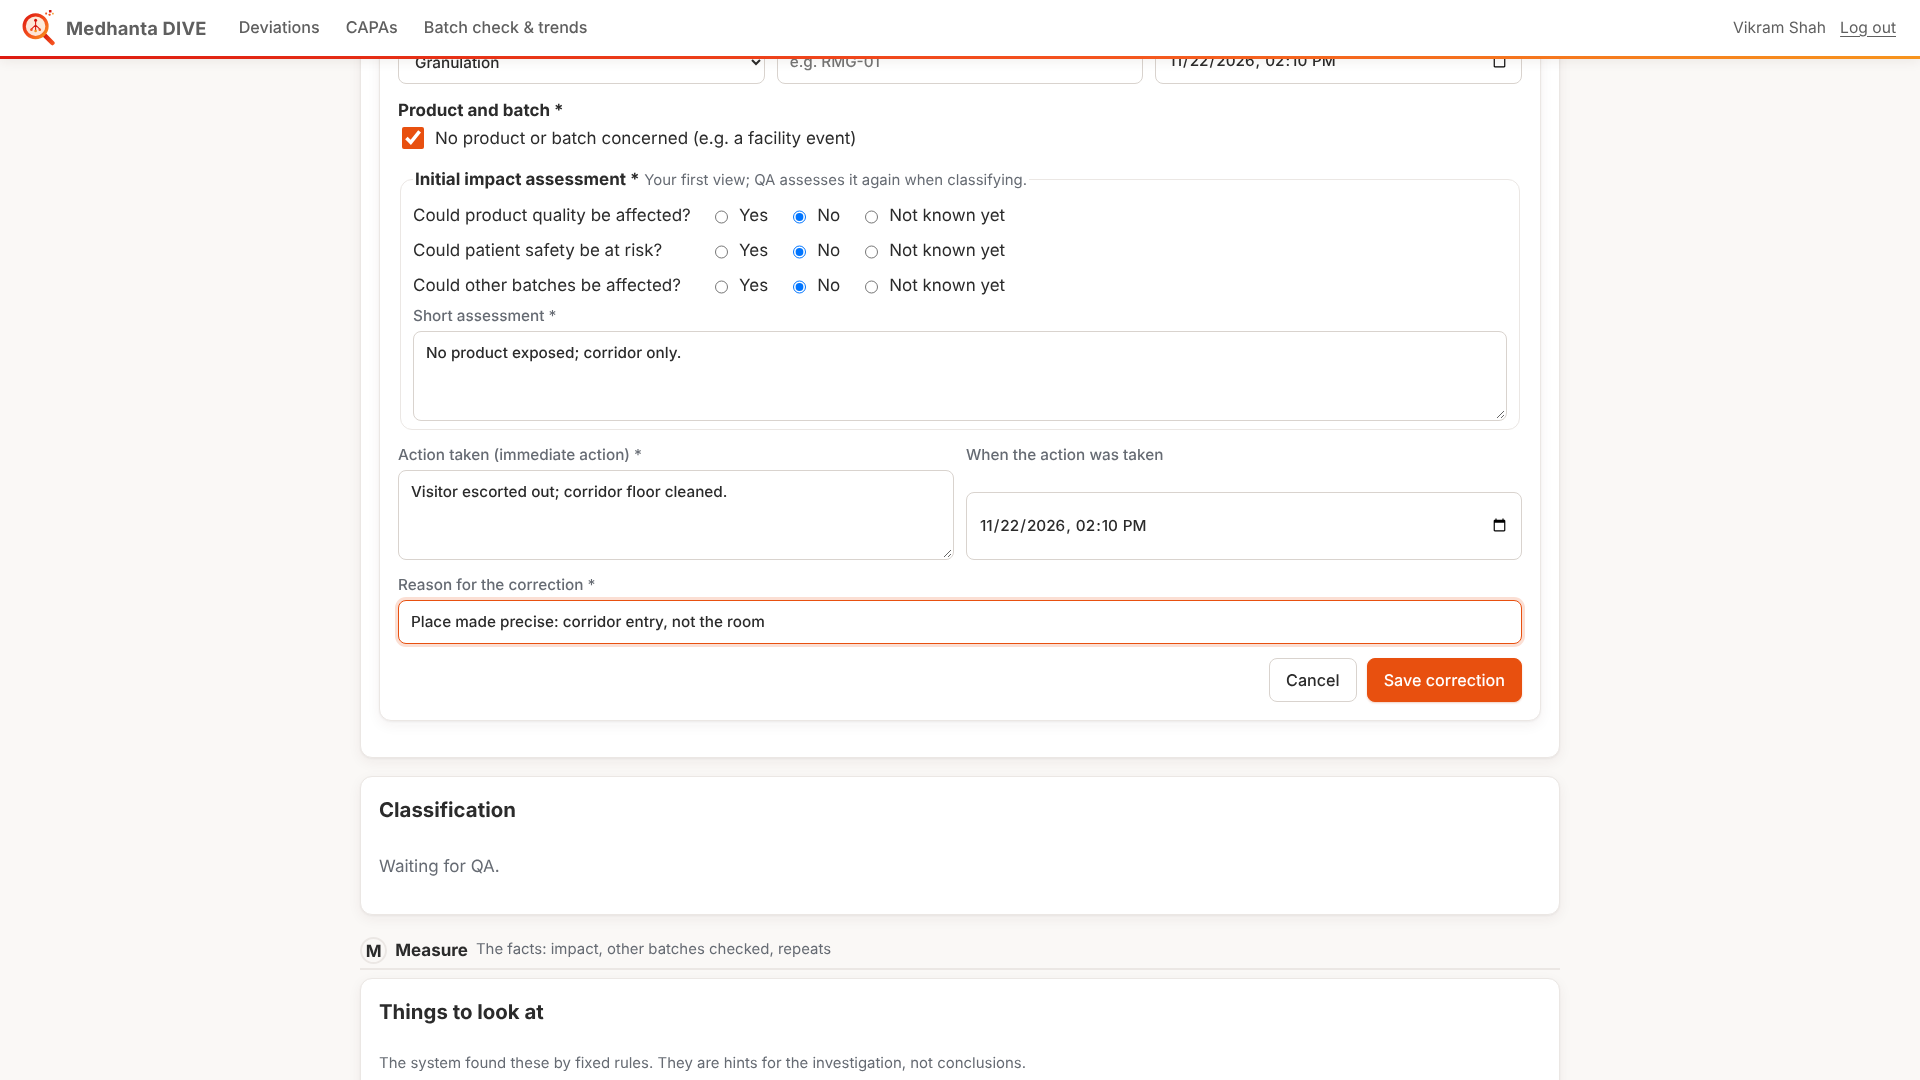 Medhanta DIVE Deviations CAPAs Batch check & trends Vikram Shah Log out
Granulation e.g. RMG-01 11/22/2026, 02:10 PM
Product and batch *
No product or batch concerned (e.g. a facility event)
Initial impact assessment * Your first view; QA assesses it again when classifying.
Could product quality be affected? Yes No Not known yet
Could patient safety be at risk? Yes No Not known yet
Could other batches be affected? Yes No Not known yet
Short assessment *
No product exposed; corridor only.
Action taken (immediate action) * When the action was taken
Visitor escorted out; corridor floor cleaned.
11/22/2026, 02:10 PM
Reason for the correction *
Place made precise: corridor entry, not the room
Cancel Save correction
Classification
Waiting for QA.
M Measure The facts: impact, other batches checked, repeats
Things to look at
The system found these by fixed rules. They are hints for the investigation, not conclusions.